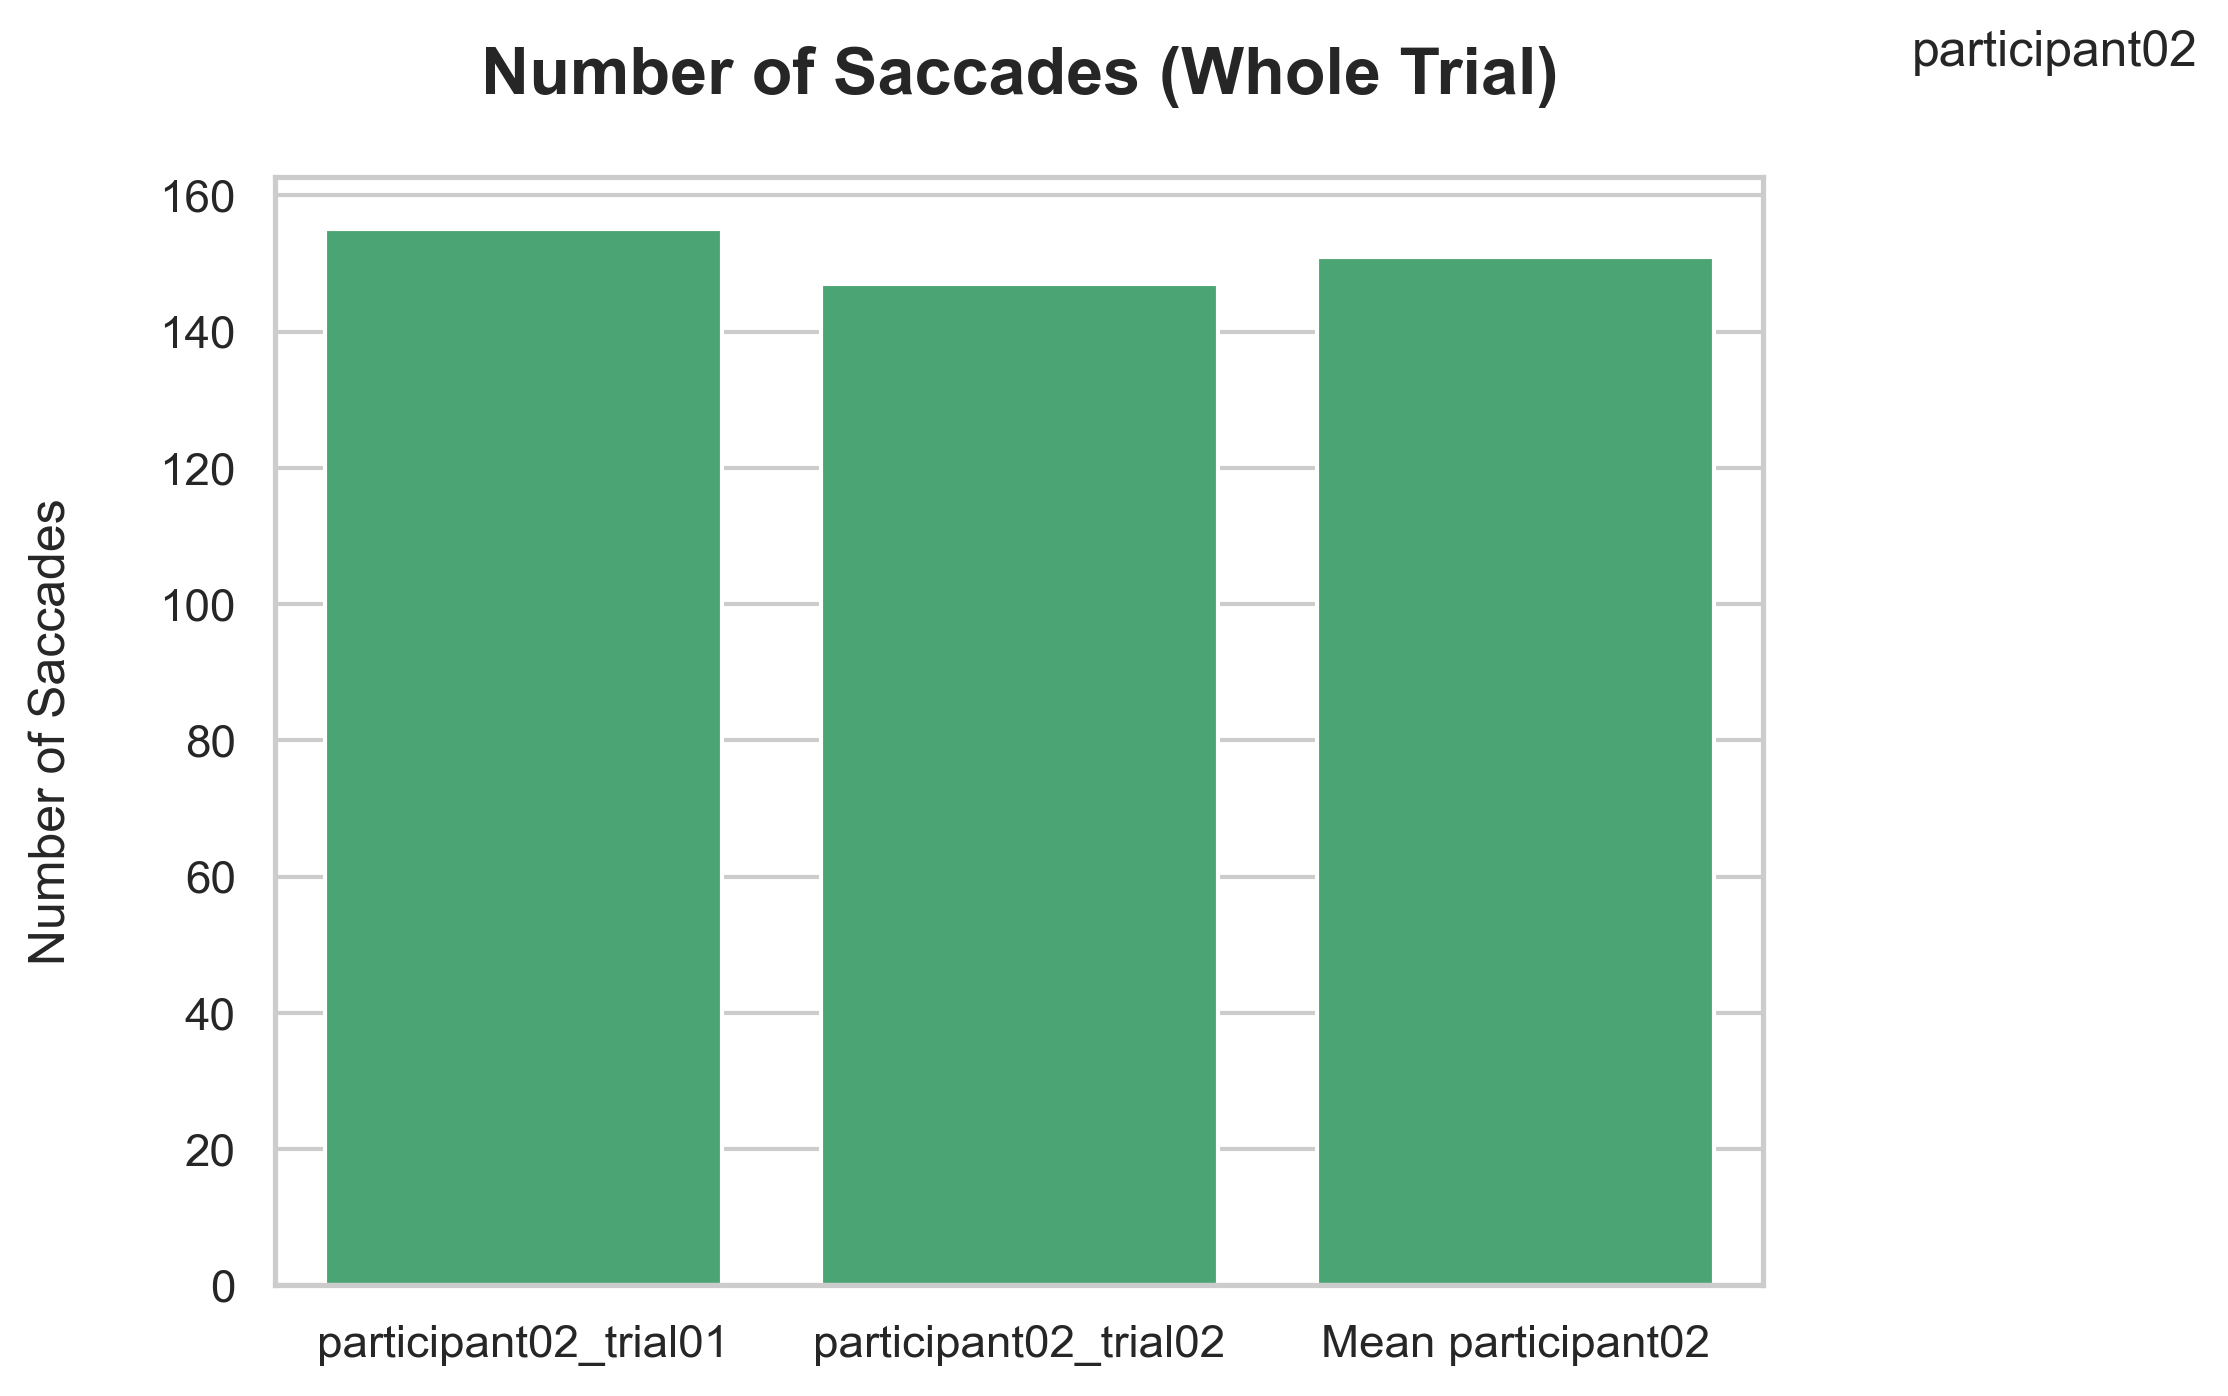 participant02
Number of Saccades (Whole Trial)
Number of Saccades
160
140
120
100
80
60
40
20
0
participant02_trial01
participant02_trial02
Mean participant02